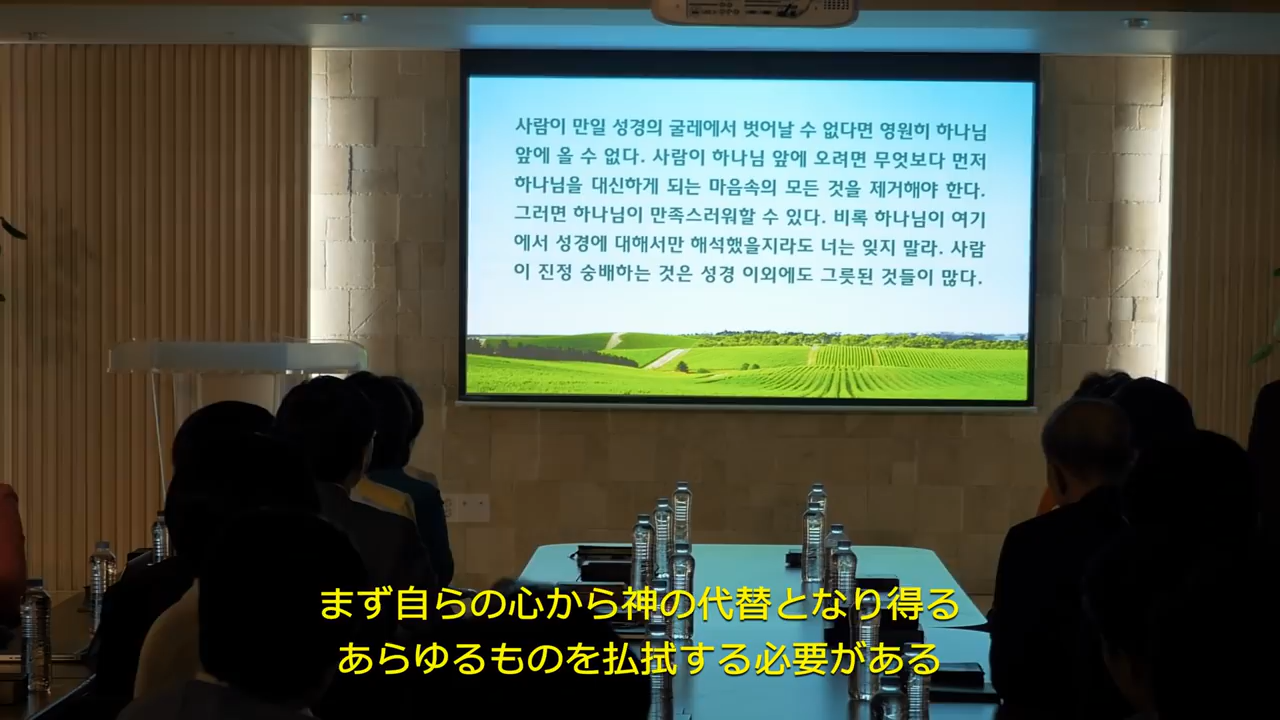 사람이 만일 성경의 굴레에서 벗어날 수 없다면 영원히 하나님
앞에 올 수 없다. 사람이 하나님 앞에 오려면 무엇보다 먼저
하나님을 대신하게 되는 마음속의 모든 것을 제거해야 한다.
그러면 하나님이 만족스러워할 수 있다. 비록 하나님이 여기
에서 성경에 대해서만 해석했을지라도 너는 잊지 말라. 사람
이 진정 숭배하는 것은 성경 이외에도 그릇된 것들이 많다.
まず自らの心から神の代替となり得る
あらゆるものを払拭する必要がある